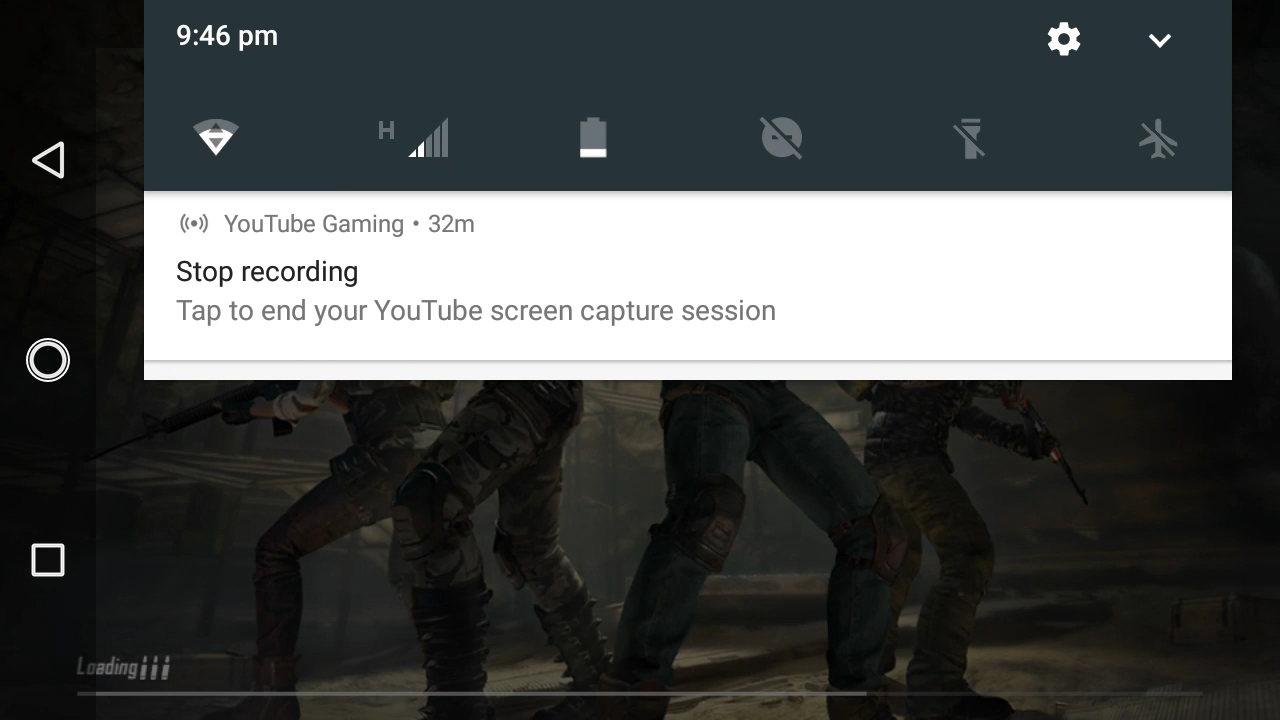 9:46 pm
H
YouTube Gaming • 32m
Stop recording
Tap to end your YouTube screen capture session
Loading